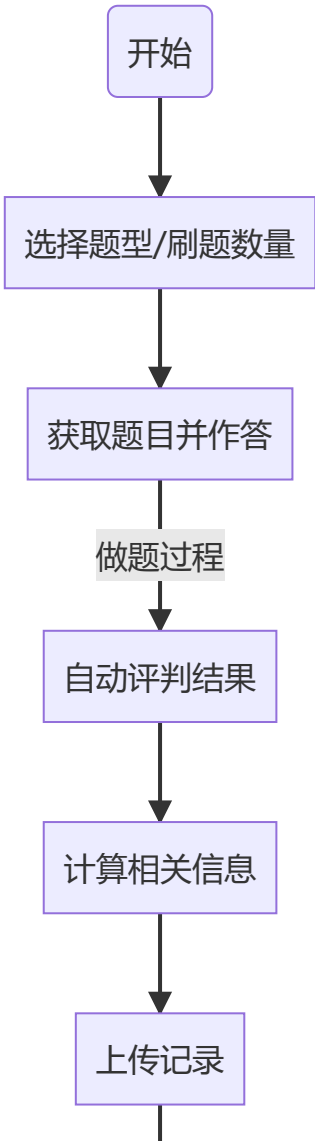 开始
选择题型/刷题数量
获取题目并作答
做题过程
自动评判结果
计算相关信息
上传记录